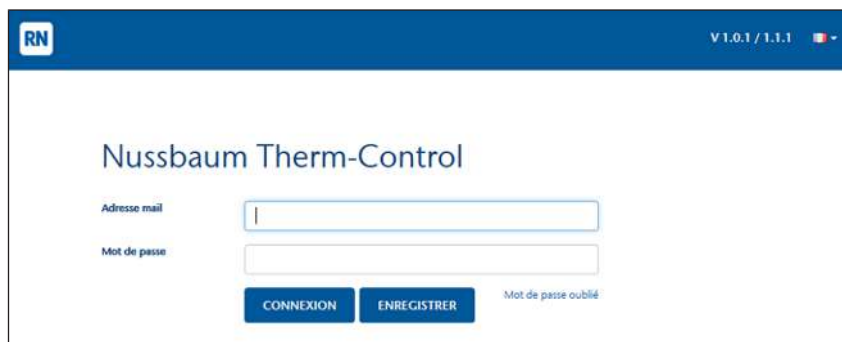 RN
V 1.0.1 / 1.1.1
Nussbaum Therm-Control
Adresse mail
Mot de passe
CONNEXION
ENREGISTRER
Mot de passe oublié